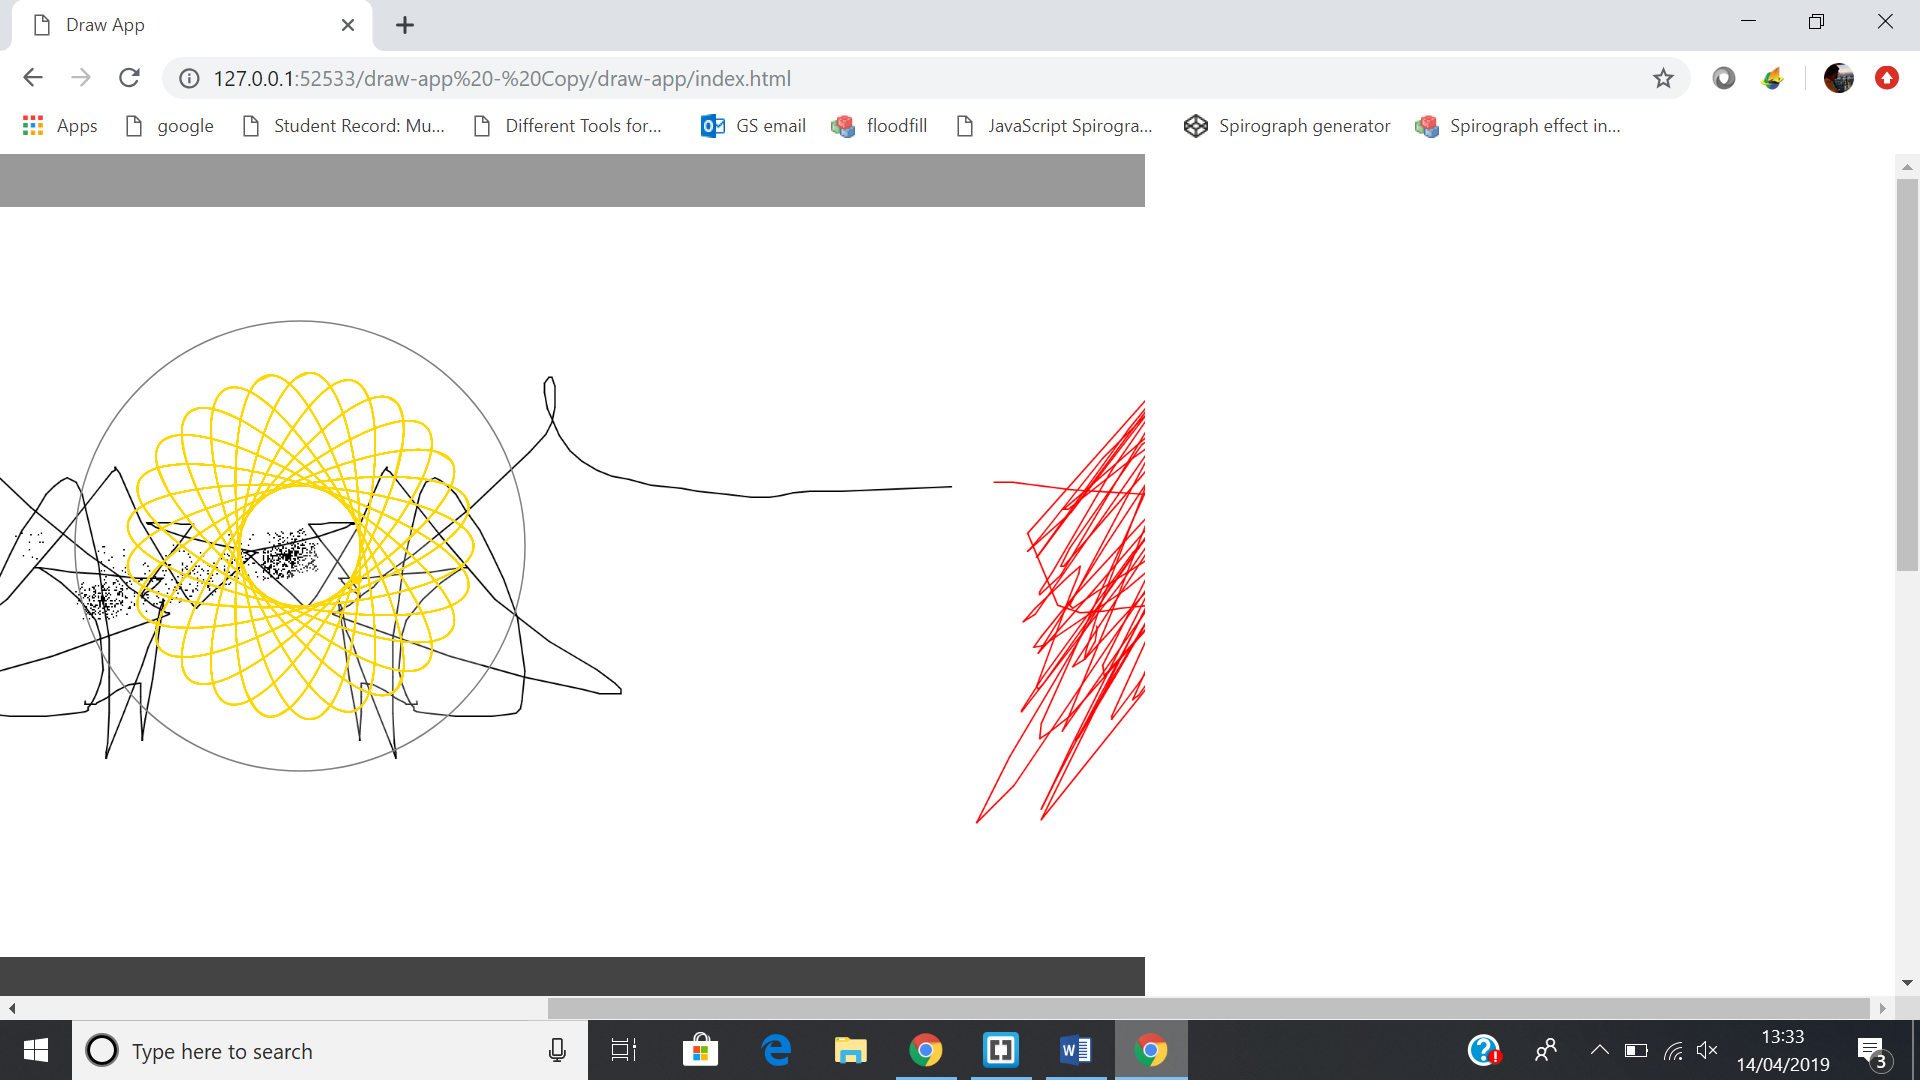 Draw App
127.0.0.1:52533/draw-app%20-%20Copy/draw-app/index.html
Apps google Student Record: Mu... Different Tools for... GS email floodfill JavaScript Spirogra... Spirograph generator Spirograph effect in...
Type here to search
13:33
14/04/2019
3